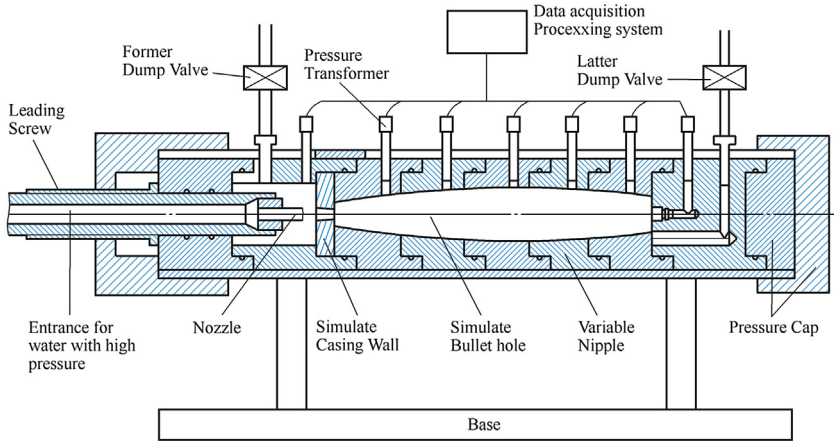 Data acquisition
Procexxing system
Former
Dump Valve
Pressure
Transformer
Latter
Dump Valve
Leading
Screw
Entrance for
water with high
pressure
Nozzle
Simulate
Casing Wall
Simulate
Bullet hole
Variable
Nipple
Pressure Cap
Base